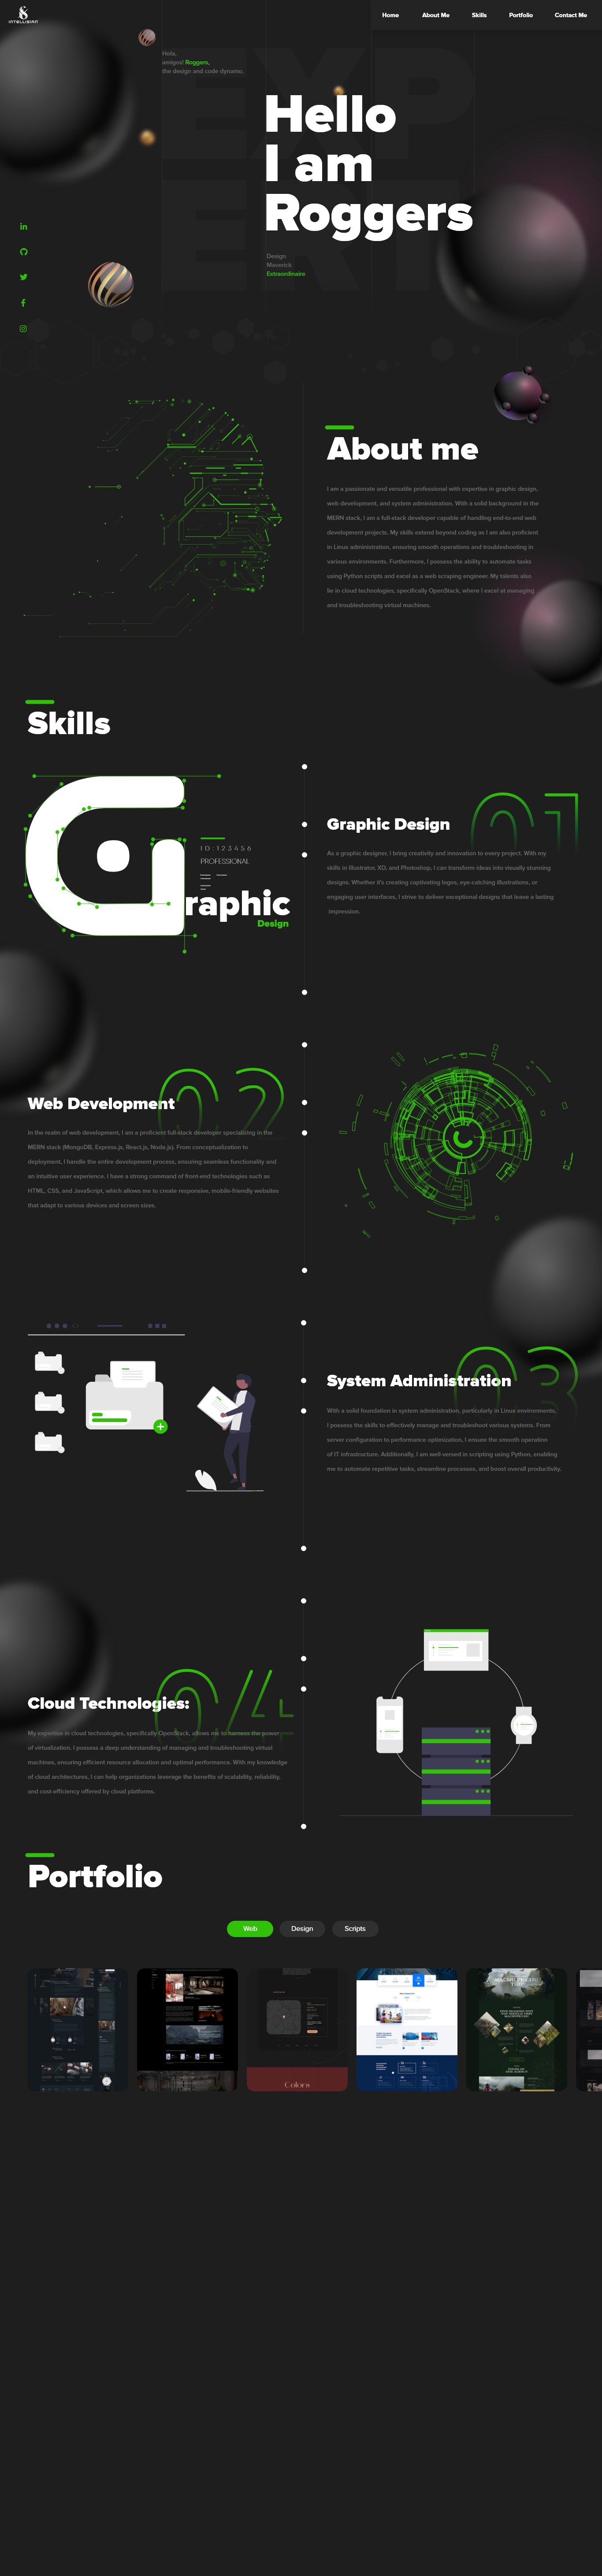 INTELLISIAN
Home
About Me
Skills
Portfolio
Contact Me
EXP
ERT
Hola,
amigos! Roggers,
the design and code dynamo.
Hello
I am
Roggers
Design
Maverick
Extraordinaire
About me
I am a passionate and versatile professional with expertise in graphic design,
web development, and system administration. With a solid background in the
MERN stack, I am a full-stack developer capable of handling end-to-end web
development projects. My skills extend beyond coding as I am also proficient
in Linux administration, ensuring smooth operations and troubleshooting in
various environments. Furthermore, I possess the ability to automate tasks
using Python scripts and excel as a web scraping engineer. My talents also
lie in cloud technologies, specifically OpenStack, where I excel at managing
and troubleshooting virtual machines.
Skills
ID:123456
PROFESSIONAL
Graphic
Design
01
Graphic Design
As a graphic designer, I bring creativity and innovation to every project. With my
skills in Illustrator, XD, and Photoshop, I can transform ideas into visually stunning
designs. Whether it's creating captivating logos, eye-catching illustrations, or
engaging user interfaces, I strive to deliver exceptional designs that leave a lasting
impression.
02
Web Development
In the realm of web development, I am a proficient full-stack developer specializing in the
MERN stack (MongoDB, Express.js, React.js, Node.js). From conceptualization to
deployment, I handle the entire development process, ensuring seamless functionality and
an intuitive user experience. I have a strong command of front-end technologies such as
HTML, CSS, and JavaScript, which allows me to create responsive, mobile-friendly websites
that adapt to various devices and screen sizes.
03
System Administration
With a solid foundation in system administration, particularly in Linux environments,
I possess the skills to effectively manage and troubleshoot various systems. From
server configuration to performance optimization, I ensure the smooth operation
of IT infrastructure. Additionally, I am well-versed in scripting using Python, enabling
me to automate repetitive tasks, streamline processes, and boost overall productivity.
04
Cloud Technologies:
My expertise in cloud technologies, specifically OpenStack, allows me to harness the power
of virtualization. I possess a deep understanding of managing and troubleshooting virtual
machines, ensuring efficient resource allocation and optimal performance. With my knowledge
of cloud architectures, I can help organizations leverage the benefits of scalability, reliability,
and cost-efficiency offered by cloud platforms.
Portfolio
Web
Design
Scripts
Colors